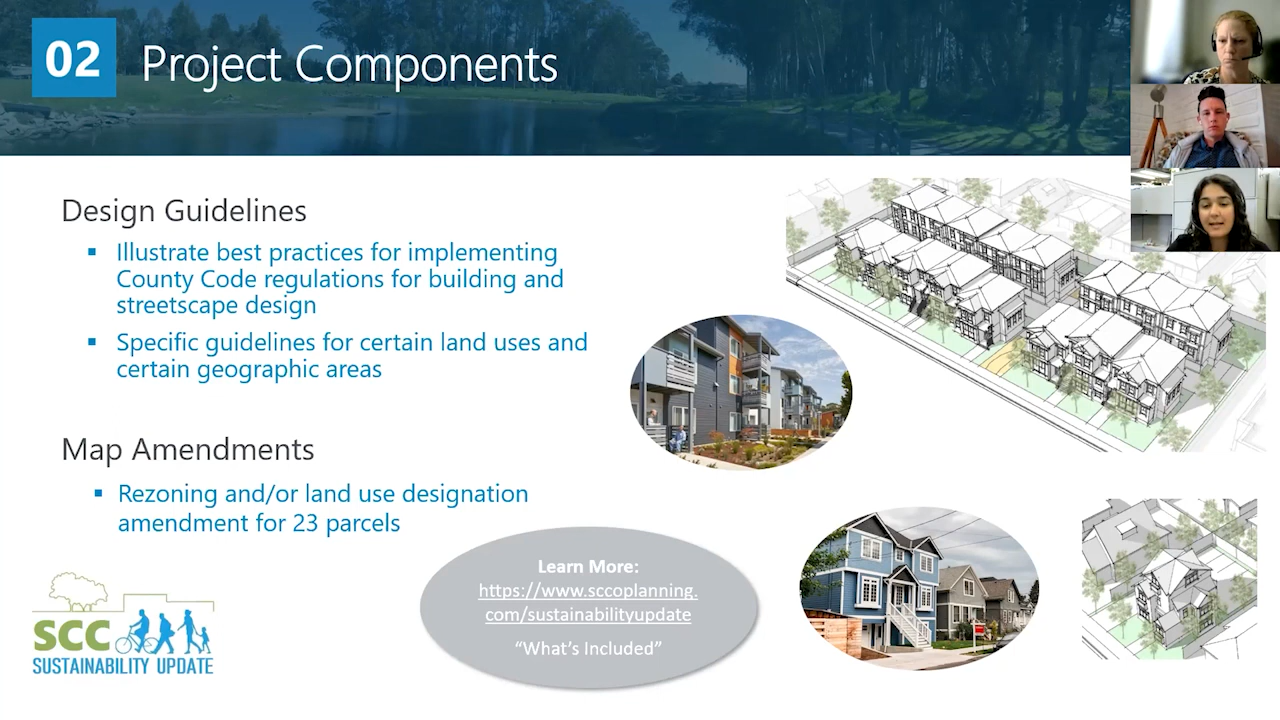 02
Project Components
Design Guidelines
▪ Illustrate best practices for implementing
County Code regulations for building and
streetscape design
▪ Specific guidelines for certain land uses and
certain geographic areas
Map Amendments
▪ Rezoning and/or land use designation
amendment for 23 parcels
Learn More:
https://www.sccoplanning.
com/sustainabilityupdate
“What’s Included”
SCC
SUSTAINABILITY UPDATE